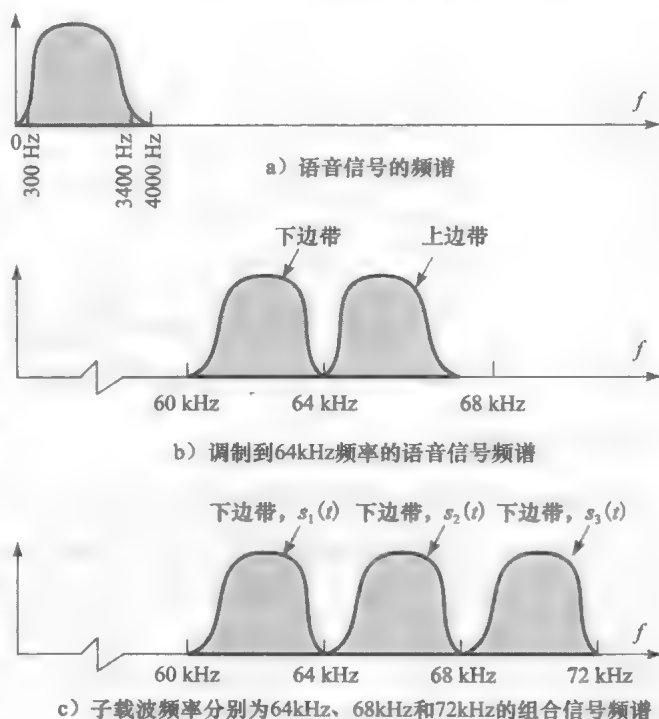 f
0
300 Hz
3400 Hz
4000 Hz
a）语音信号的频谱
下边带
上边带
f
60 kHz
64 kHz
68 kHz
b）调制到64kHz频率的语音信号频谱
下边带，s₁(t)
下边带，s₂(t)
下边带，s₃(t)
f
60 kHz
64 kHz
68 kHz
72 kHz
c）子载波频率分别为64kHz、68kHz和72kHz的组合信号频谱